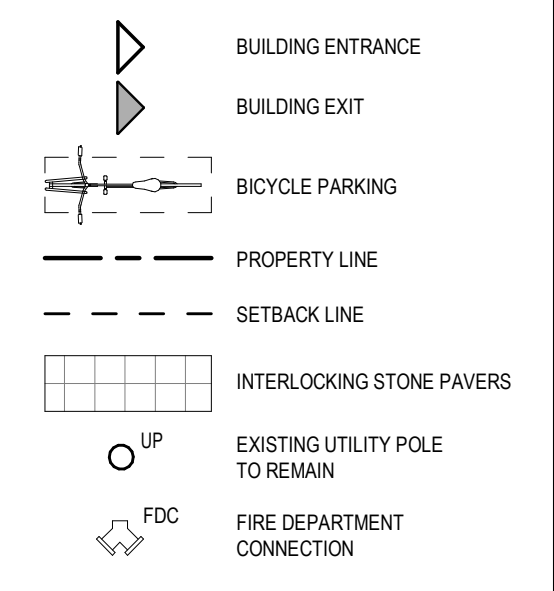 BUILDING ENTRANCE
BUILDING EXIT
BICYCLE PARKING
PROPERTY LINE
SETBACK LINE
INTERLOCKING STONE PAVERS
UP
EXISTING UTILITY POLE
TO REMAIN
FDC
FIRE DEPARTMENT
CONNECTION